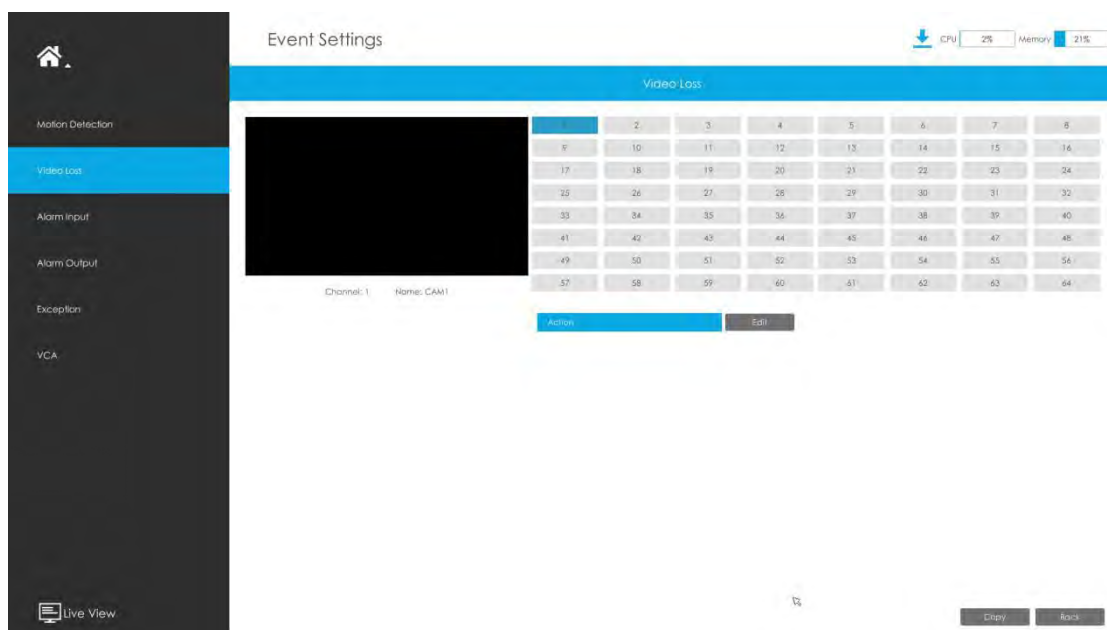 Event Settings
CPU 2% Memory 21%
Video Loss
Motion Detection
Video Loss
Alarm Input
Alarm Output
Exception
VCA
Live View
1 2 3 4 5 6 7 8
9 10 11 12 13 14 15 16
17 18 19 20 21 22 23 24
25 26 27 28 29 30 31 32
33 34 35 36 37 38 39 40
41 42 43 44 45 46 47 48
49 50 51 52 53 54 55 56
57 58 59 60 61 62 63 64
Channel: 1 Name: CAM1
Action Edit
Copy Back